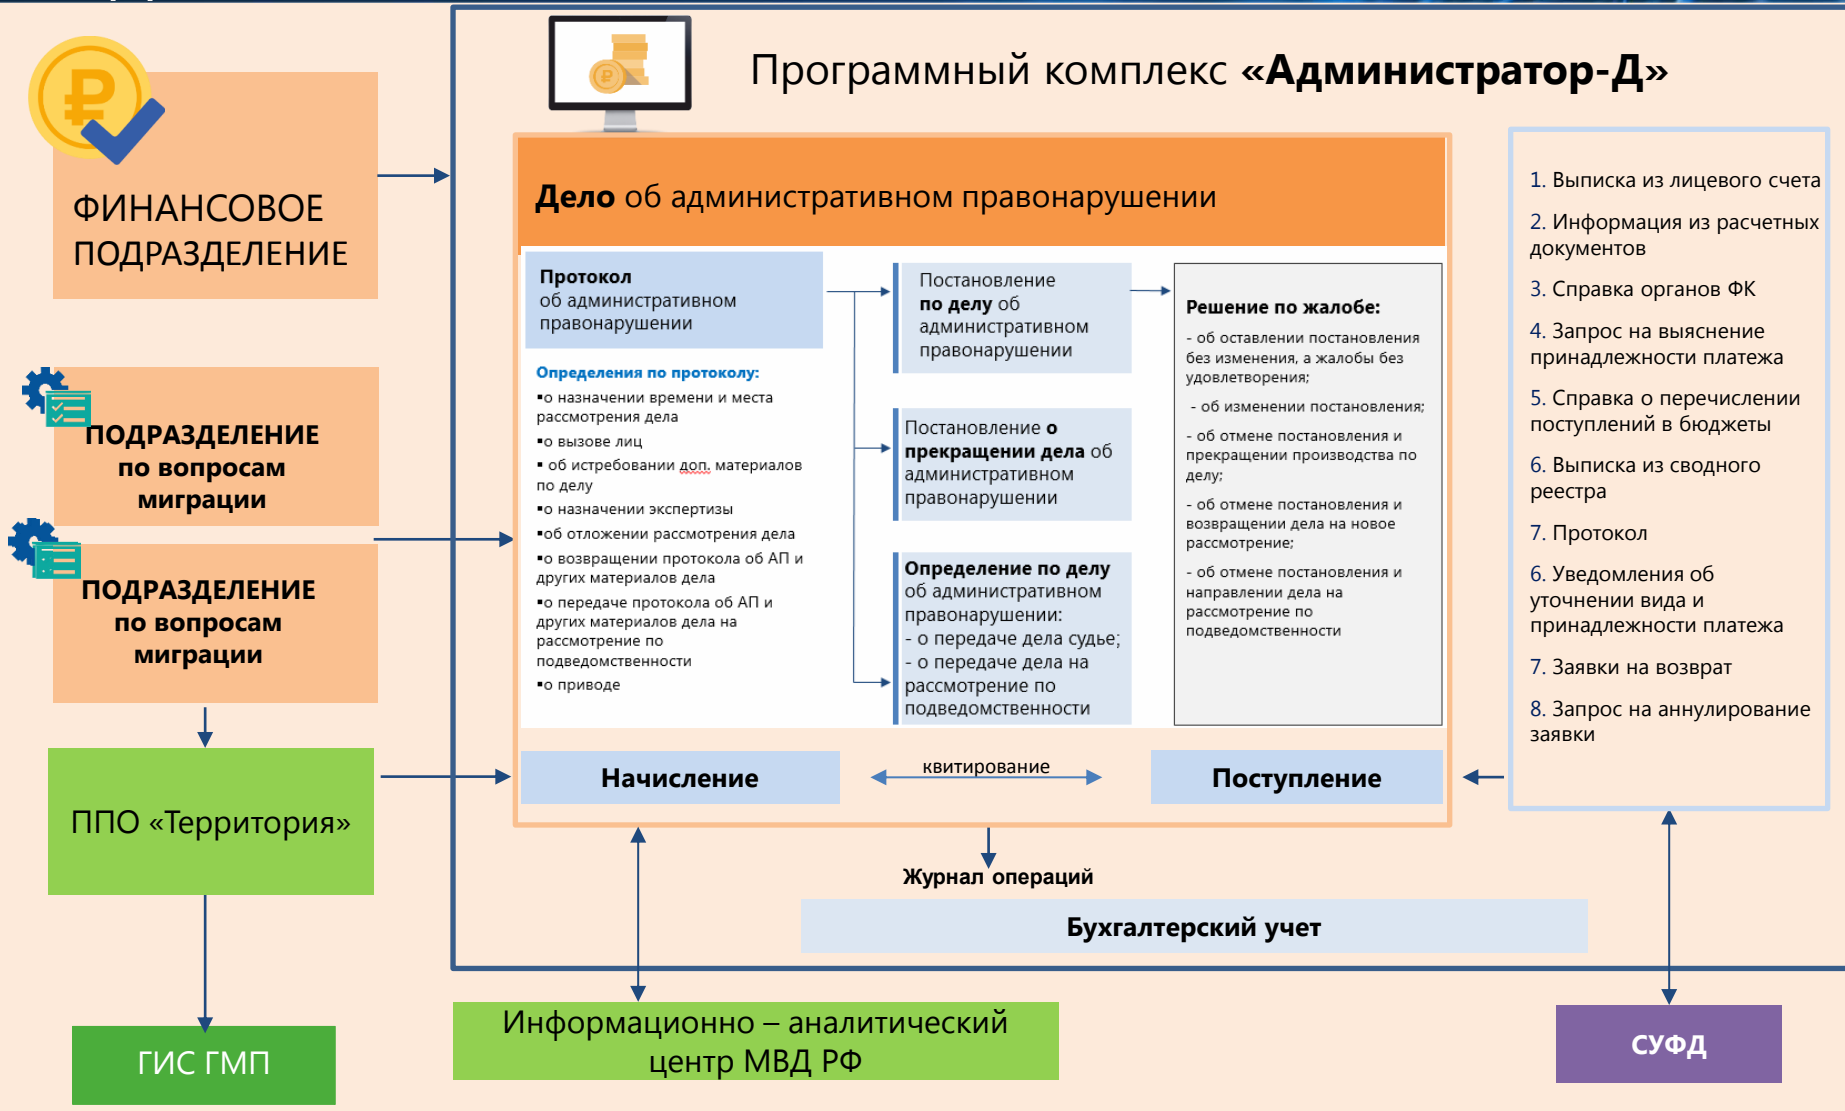 Программный комплекс «Администратор-Д»
ФИНАНСОВОЕ
ПОДРАЗДЕЛЕНИЕ
ПОДРАЗДЕЛЕНИЕ
по вопросам
миграции
ПОДРАЗДЕЛЕНИЕ
по вопросам
миграции
ППО «Территория»
ГИС ГМП
Дело об административном правонарушении
Протокол
об административном
правонарушении
Определения по протоколу:
▪о назначении времени и места
рассмотрения дела
▪о вызове лиц
▪ об истребовании доп. материалов
по делу
▪о назначении экспертизы
▪об отложении рассмотрения дела
▪о возвращении протокола об АП и
других материалов дела
▪о передаче протокола об АП и
других материалов дела на
рассмотрение по
подведомственности
▪о приводе
Постановление
по делу об
административном
правонарушении
Постановление о
прекращении дела об
административном
правонарушении
Определение по делу
об административном
правонарушении:
- о передаче дела судье;
- о передаче дела на
рассмотрение по
подведомственности
Решение по жалобе:
- об оставлении постановления
без изменения, а жалобы без
удовлетворения;
- об изменении постановления;
- об отмене постановления и
прекращении производства по
делу;
- об отмене постановления и
возвращении дела на новое
рассмотрение;
- об отмене постановления и
направлении дела на
рассмотрение по
подведомственности
Начисление
квитирование
Поступление
Журнал операций
Бухгалтерский учет
Информационно – аналитический
центр МВД РФ
1. Выписка из лицевого счета
2. Информация из расчетных
документов
3. Справка органов ФК
4. Запрос на выяснение
принадлежности платежа
5. Справка о перечислении
поступлений в бюджеты
6. Выписка из сводного
реестра
7. Протокол
6. Уведомления об
уточнении вида и
принадлежности платежа
7. Заявки на возврат
8. Запрос на аннулирование
заявки
СУФД